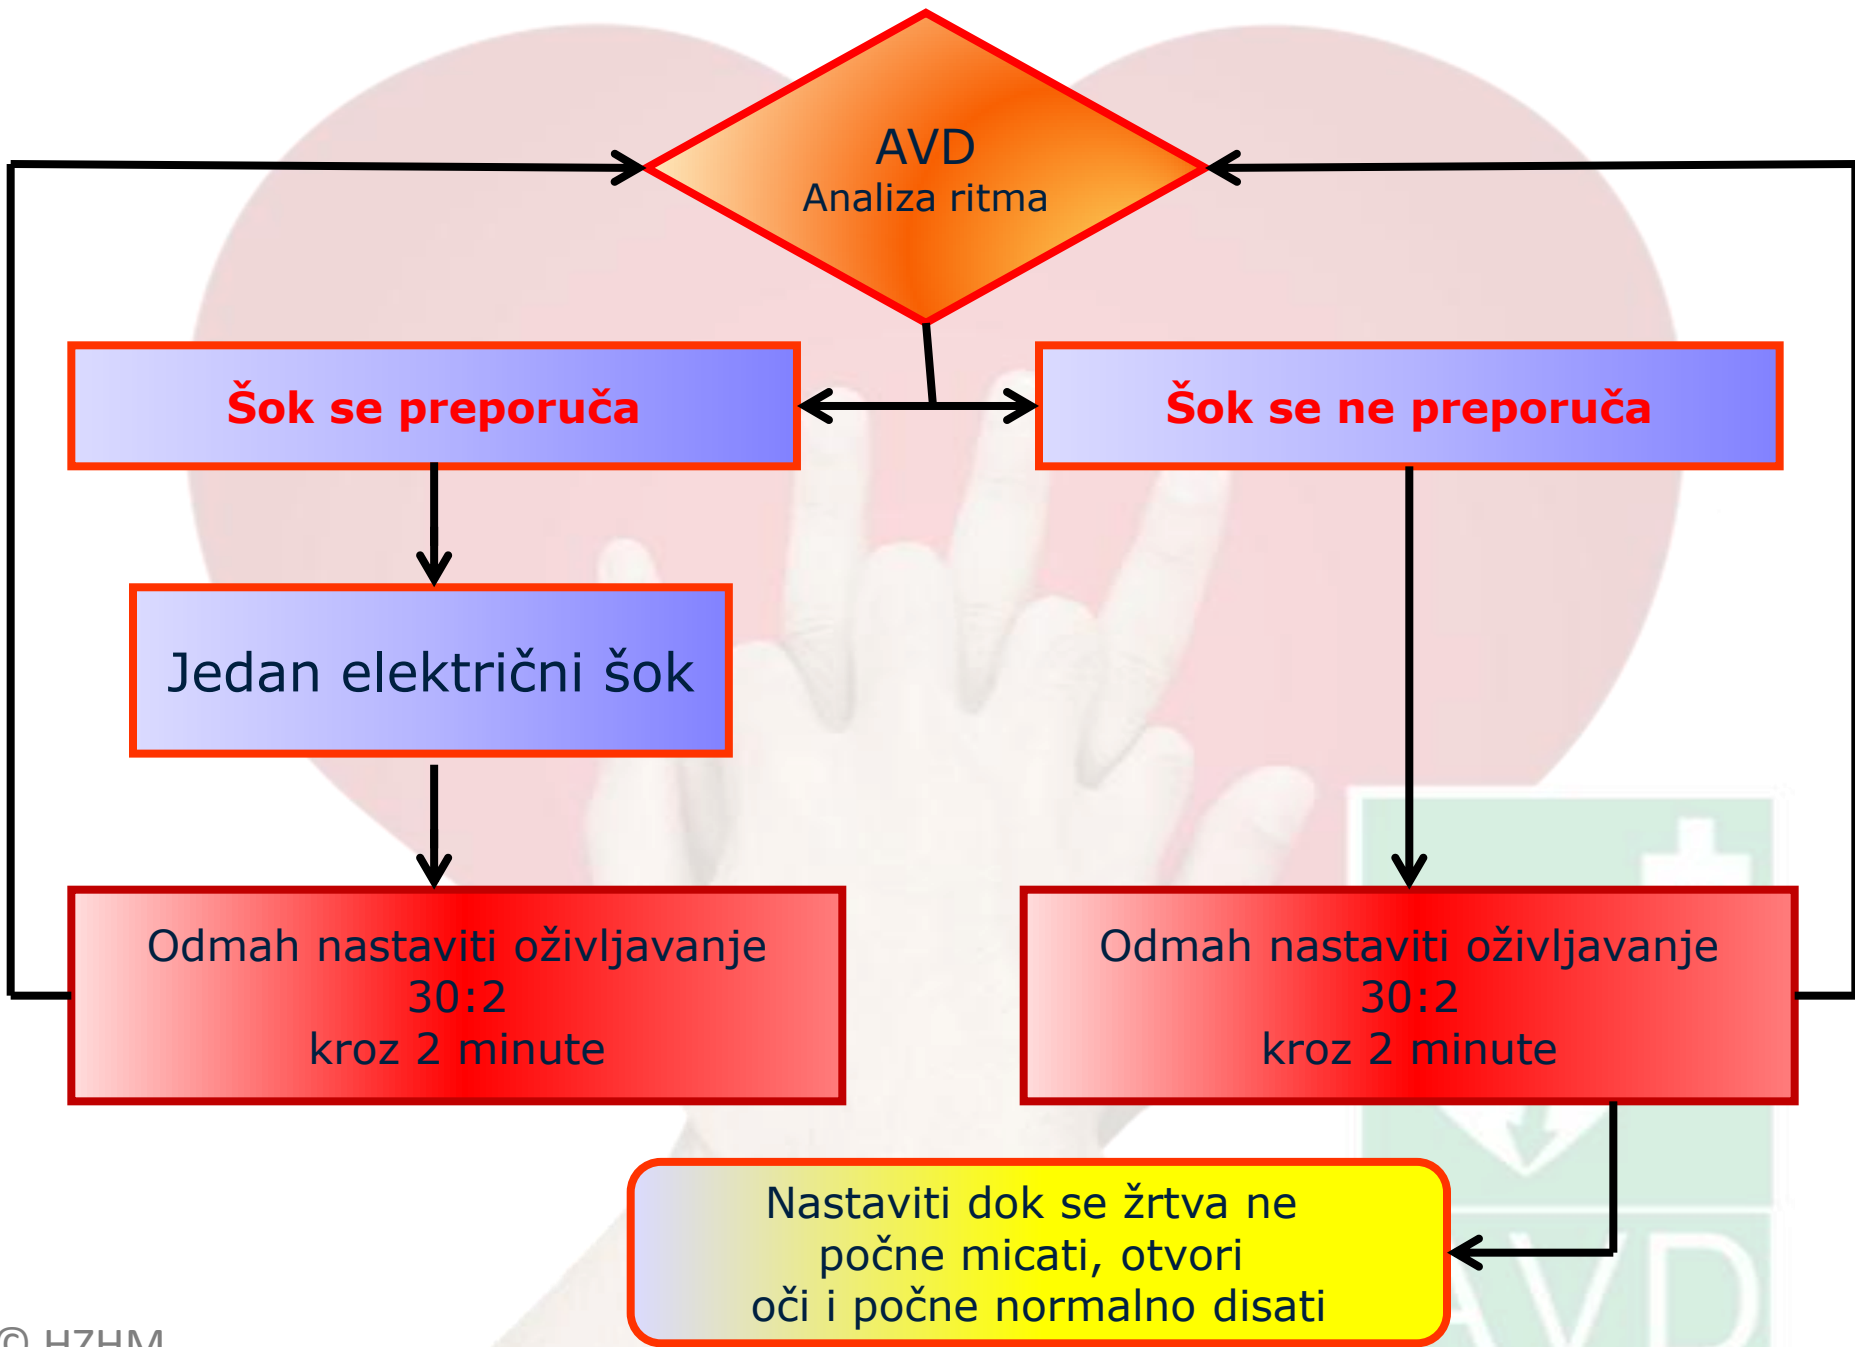 AVD
Analiza ritma
Šok se preporuča
Šok se ne preporuča
Jedan električni šok
Odmah nastaviti oživljavanje
30:2
kroz 2 minute
Odmah nastaviti oživljavanje
30:2
kroz 2 minute
Nastaviti dok se žrtva ne
počne micati, otvori
oči i počne normalno disati
AVD
© HZHM